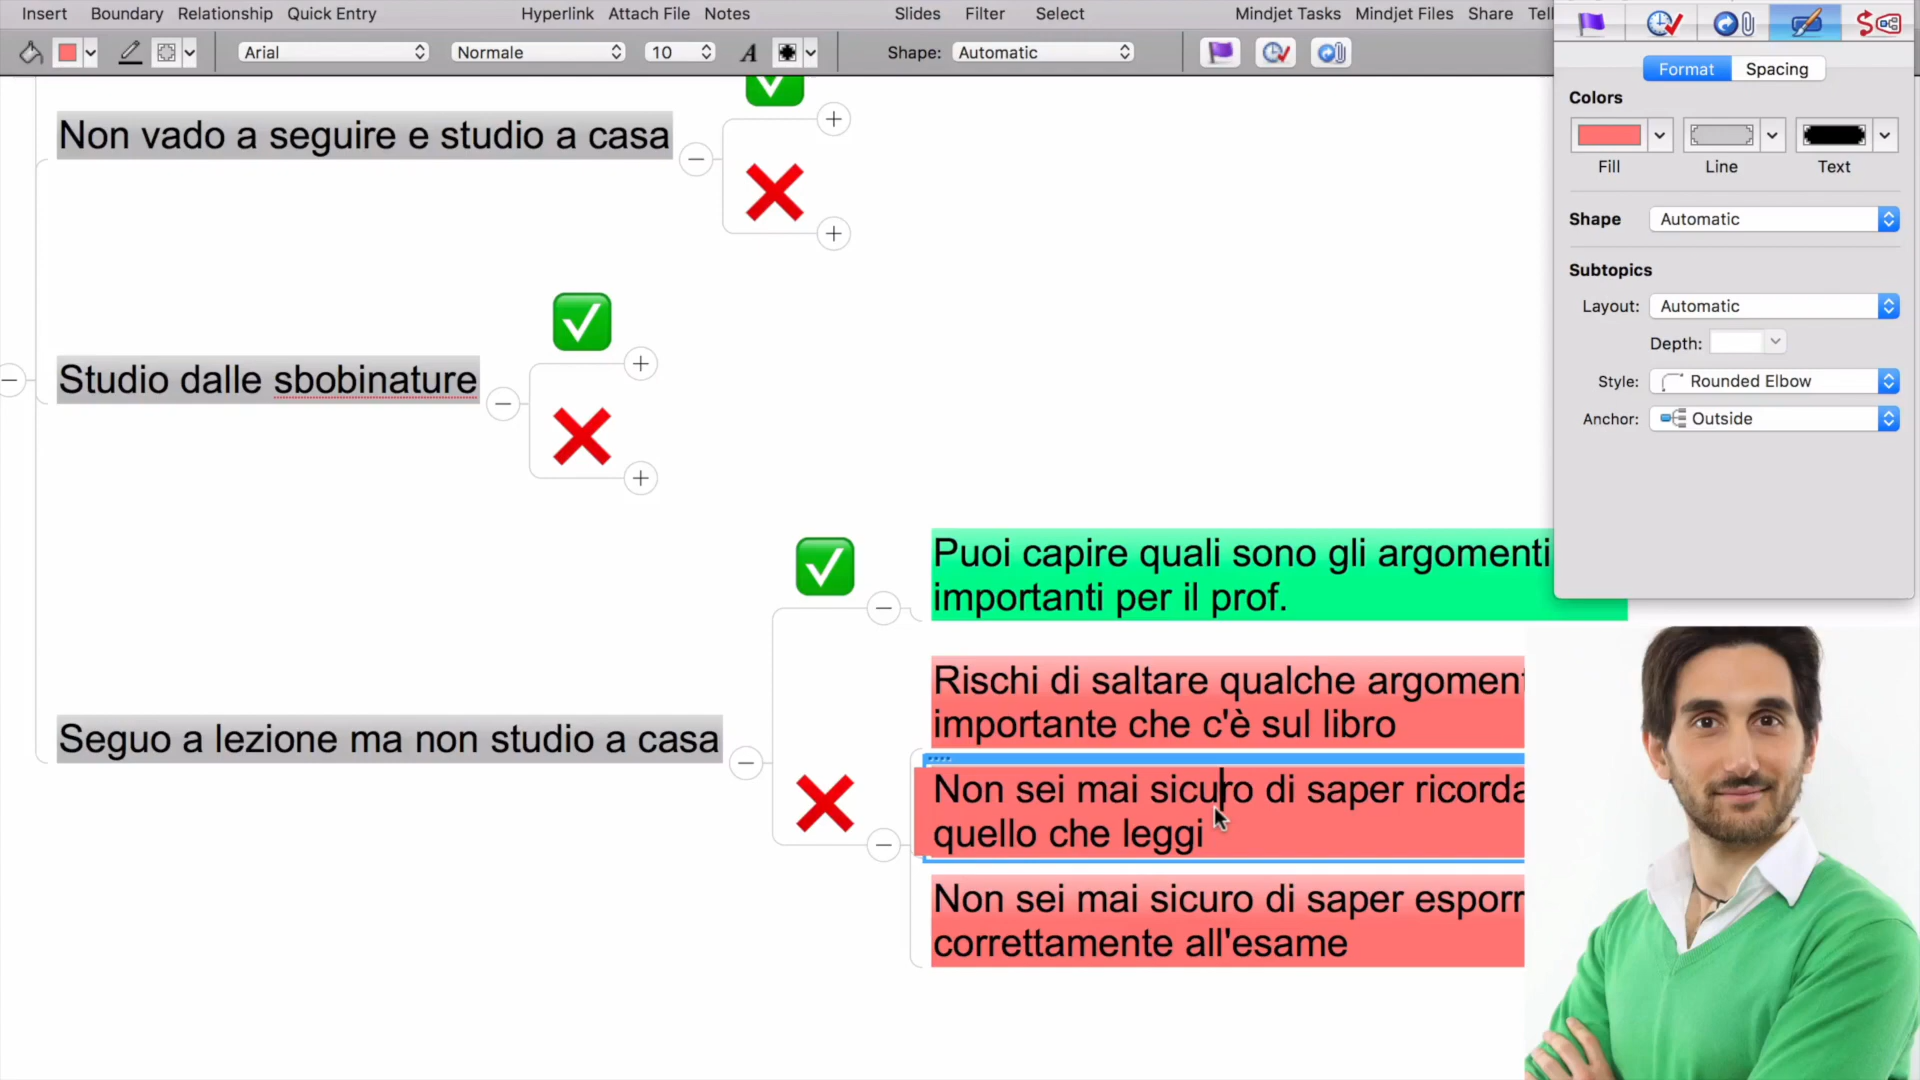 Insert Boundary Relationship Quick Entry Hyperlink Attach File Notes Slides Filter Select Mindjet Tasks Mindjet Files Share Tell
Arial Normale 10 A Shape: Automatic
Format Spacing
Colors
Fill Line Text
Shape Automatic
Subtopics
Layout: Automatic
Depth:
Style: Rounded Elbow
Anchor: Outside
Non vado a seguire e studio a casa
Studio dalle sbobinature
Seguo a lezione ma non studio a casa
Puoi capire quali sono gli argomenti
importanti per il prof.
Rischi di saltare qualche argoment
importante che c'è sul libro
Non sei mai sicuro di saper ricorda
quello che leggi
Non sei mai sicuro di saper esporr
correttamente all'esame